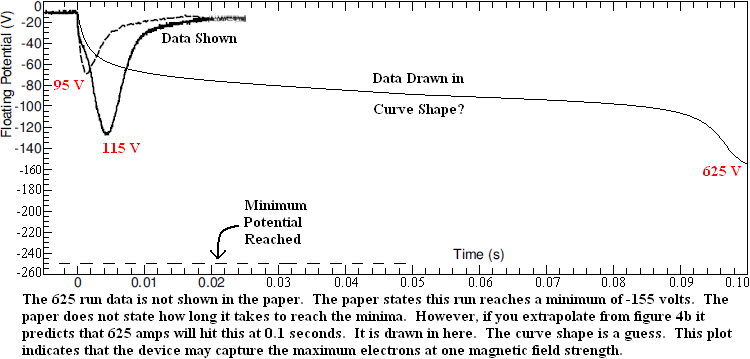 0
-20
-40
-60
-80
-100
-120
-140
-160
-180
-200
-220
-240
-260
Floating Potential (V)
Data Shown
95 V
115 V
Data Drawn in
Curve Shape?
625 V
Minimum
Potential
Reached
Time (s)
0 0.01 0.02 0.03 0.04 0.05 0.06 0.07 0.08 0.09 0.10
The 625 run data is not shown in the paper. The paper states this run reaches a minimum of -155 volts. The
paper does not state how long it takes to reach the minima. However, if you extrapolate from figure 4b it
predicts that 625 amps will hit this at 0.1 seconds. It is drawn in here. The curve shape is a guess. This plot
indicates that the device may capture the maximum electrons at one magnetic field strength.